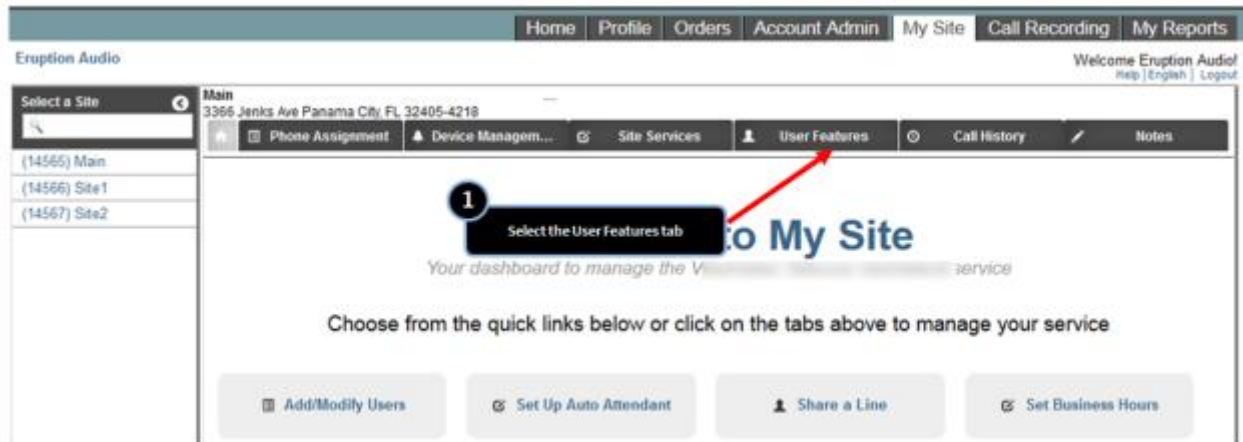 Home Profile Orders Account Admin My Site Call Recording My Reports
Eruption Audio
Welcome Eruption Audio!
Help | English | Logout
Select a Site
Main
3366 Jenks Ave Panama City, FL 32405-4218
Phone Assignment Device Managem... Site Services User Features Call History Notes
(14565) Main
(14566) Site1
(14567) Site2
1
Select the User Features tab
to My Site
Your dashboard to manage the V service
Choose from the quick links below or click on the tabs above to manage your service
Add/Modify Users Set Up Auto Attendant Share a Line Set Business Hours